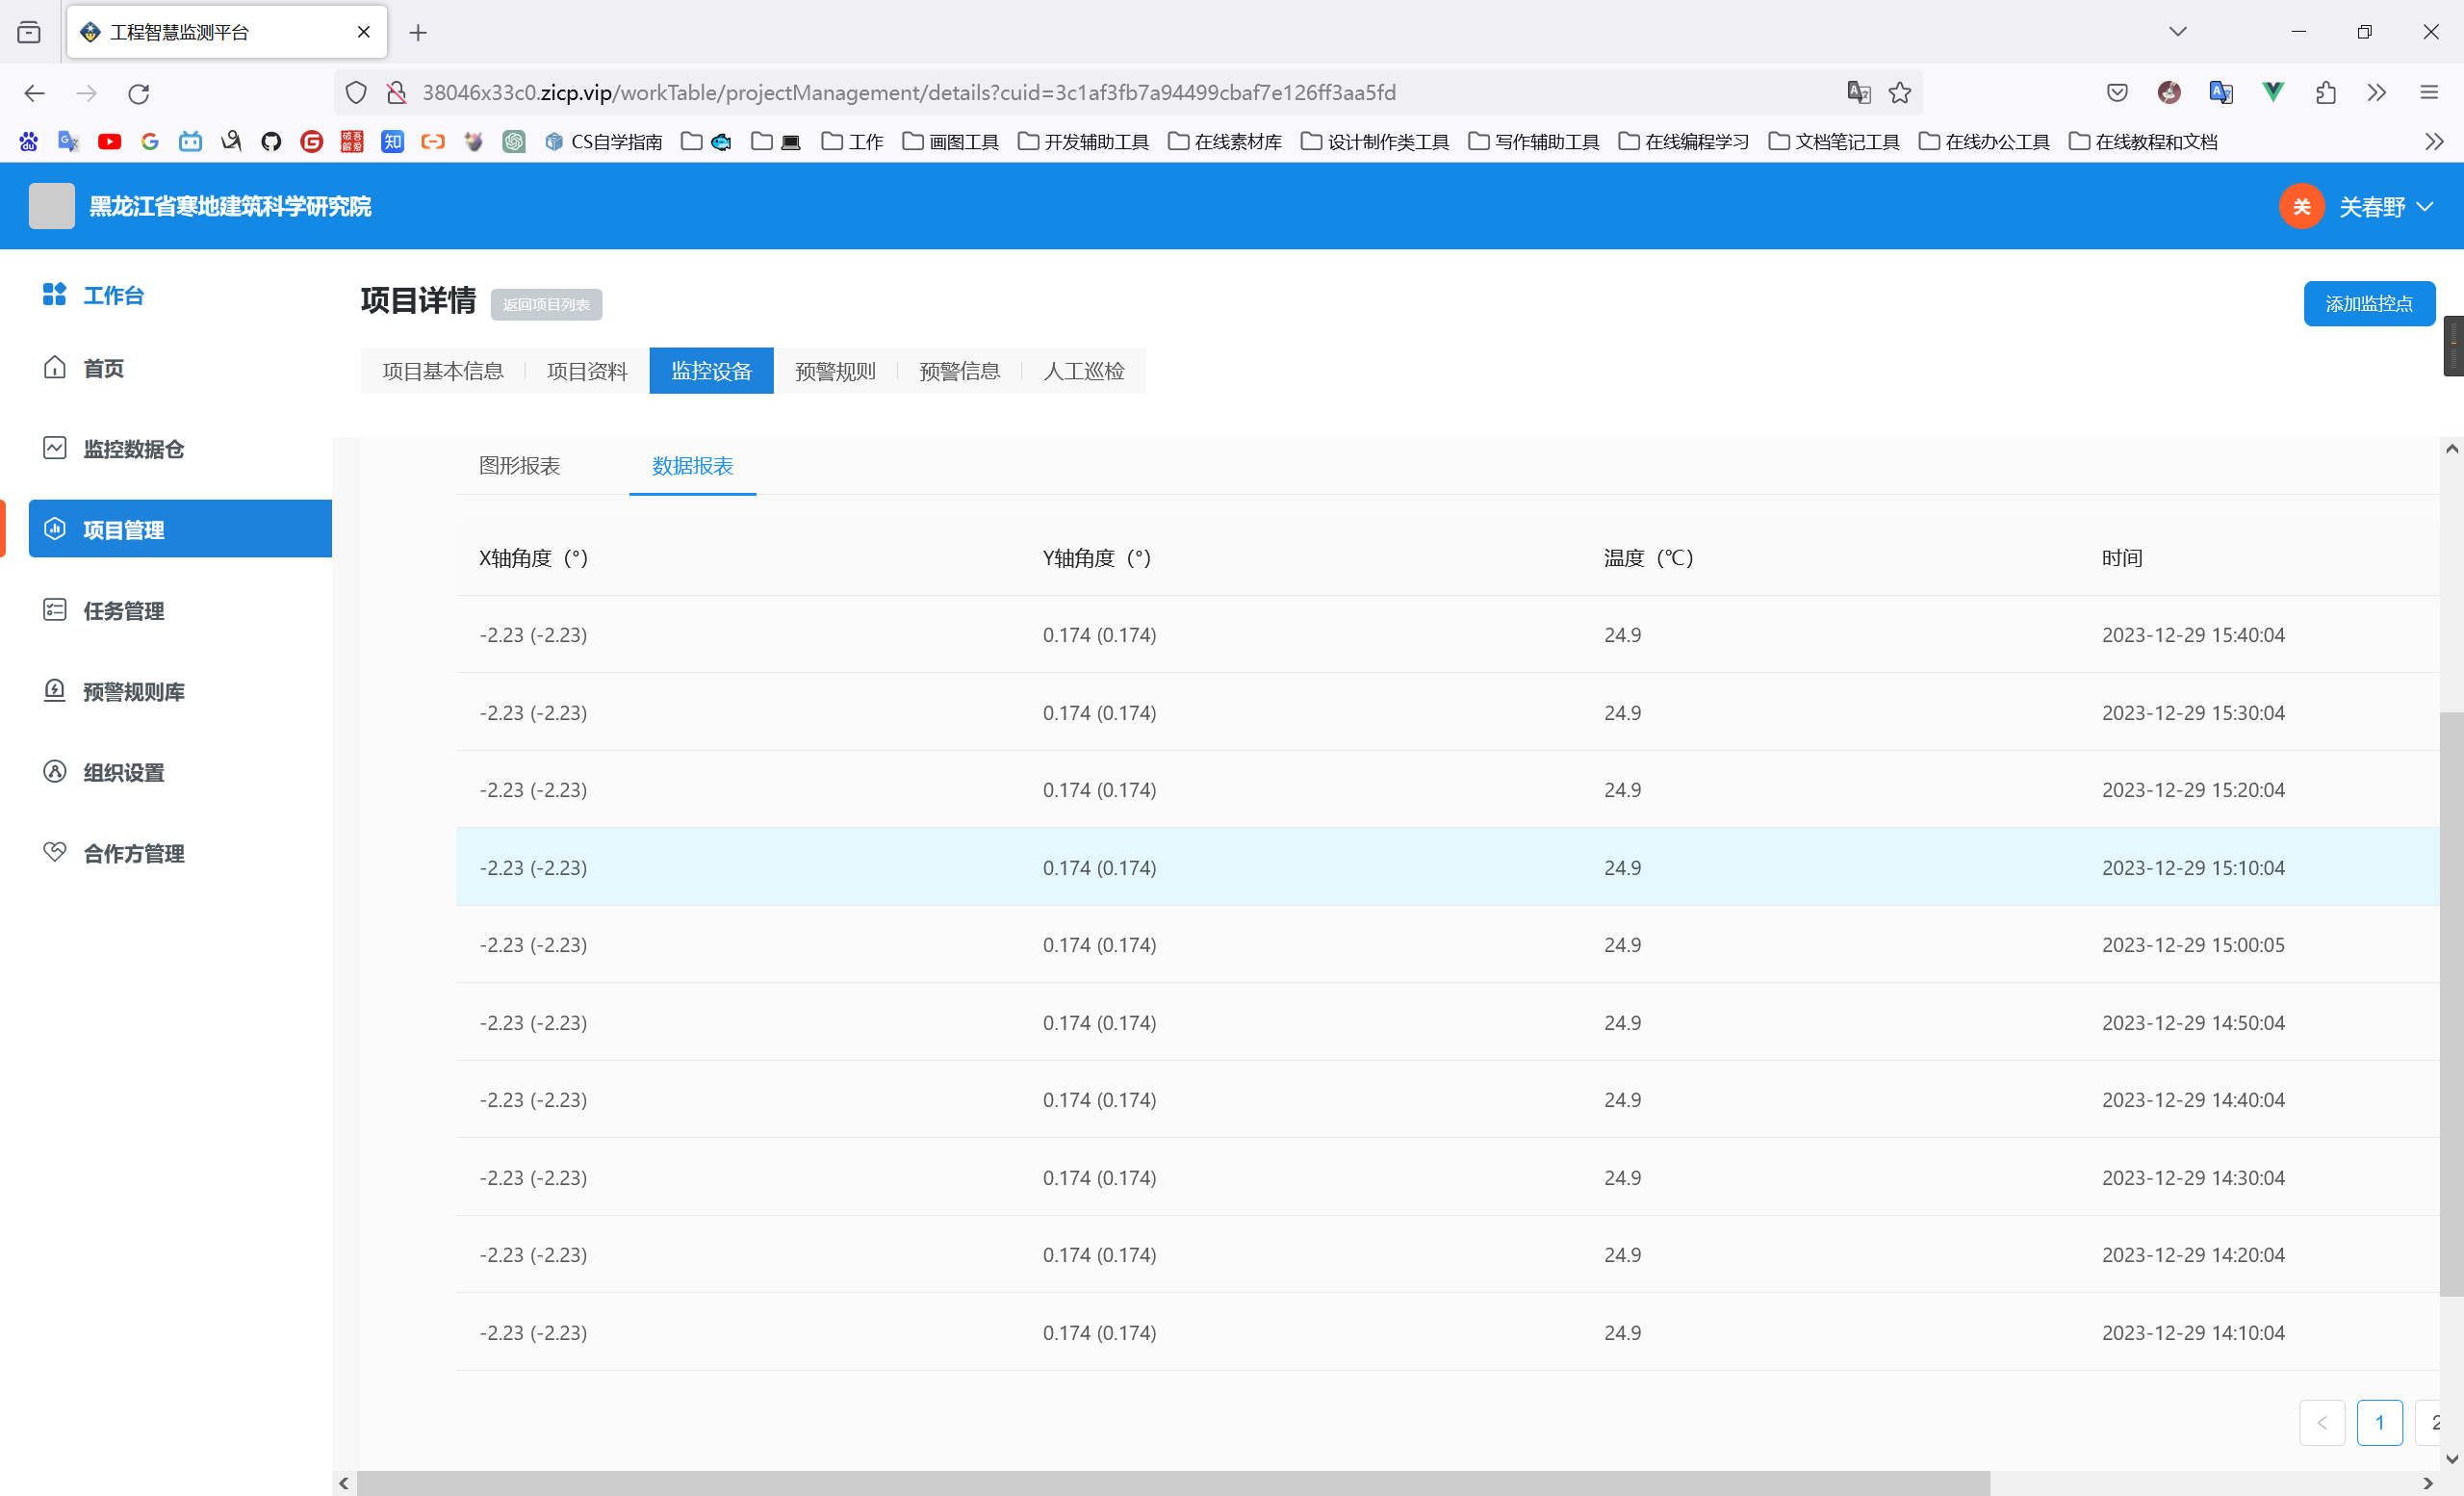 工程智慧监测平台
38046x33c0.zicp.vip/workTable/projectManagement/details?cuid=3c1af3fb7a94499cbaf7e126ff3aa5fd
CS自学指南 工作 画图工具 开发辅助工具 在线素材库 设计制作类工具 写作辅助工具 在线编程学习 文档笔记工具 在线办公工具 在线教程和文档
黑龙江省寒地建筑科学研究院
关 关春野
工作台
首页
监控数据仓
项目管理
任务管理
预警规则库
组织设置
合作方管理
项目详情 返回项目列表 添加监控点
项目基本信息 项目资料 监控设备 预警规则 预警信息 人工巡检
图形报表 数据报表
X轴角度（°） Y轴角度（°） 温度（℃） 时间
-2.23 (-2.23) 0.174 (0.174) 24.9 2023-12-29 15:40:04
-2.23 (-2.23) 0.174 (0.174) 24.9 2023-12-29 15:30:04
-2.23 (-2.23) 0.174 (0.174) 24.9 2023-12-29 15:20:04
-2.23 (-2.23) 0.174 (0.174) 24.9 2023-12-29 15:10:04
-2.23 (-2.23) 0.174 (0.174) 24.9 2023-12-29 15:00:05
-2.23 (-2.23) 0.174 (0.174) 24.9 2023-12-29 14:50:04
-2.23 (-2.23) 0.174 (0.174) 24.9 2023-12-29 14:40:04
-2.23 (-2.23) 0.174 (0.174) 24.9 2023-12-29 14:30:04
-2.23 (-2.23) 0.174 (0.174) 24.9 2023-12-29 14:20:04
-2.23 (-2.23) 0.174 (0.174) 24.9 2023-12-29 14:10:04
1 2